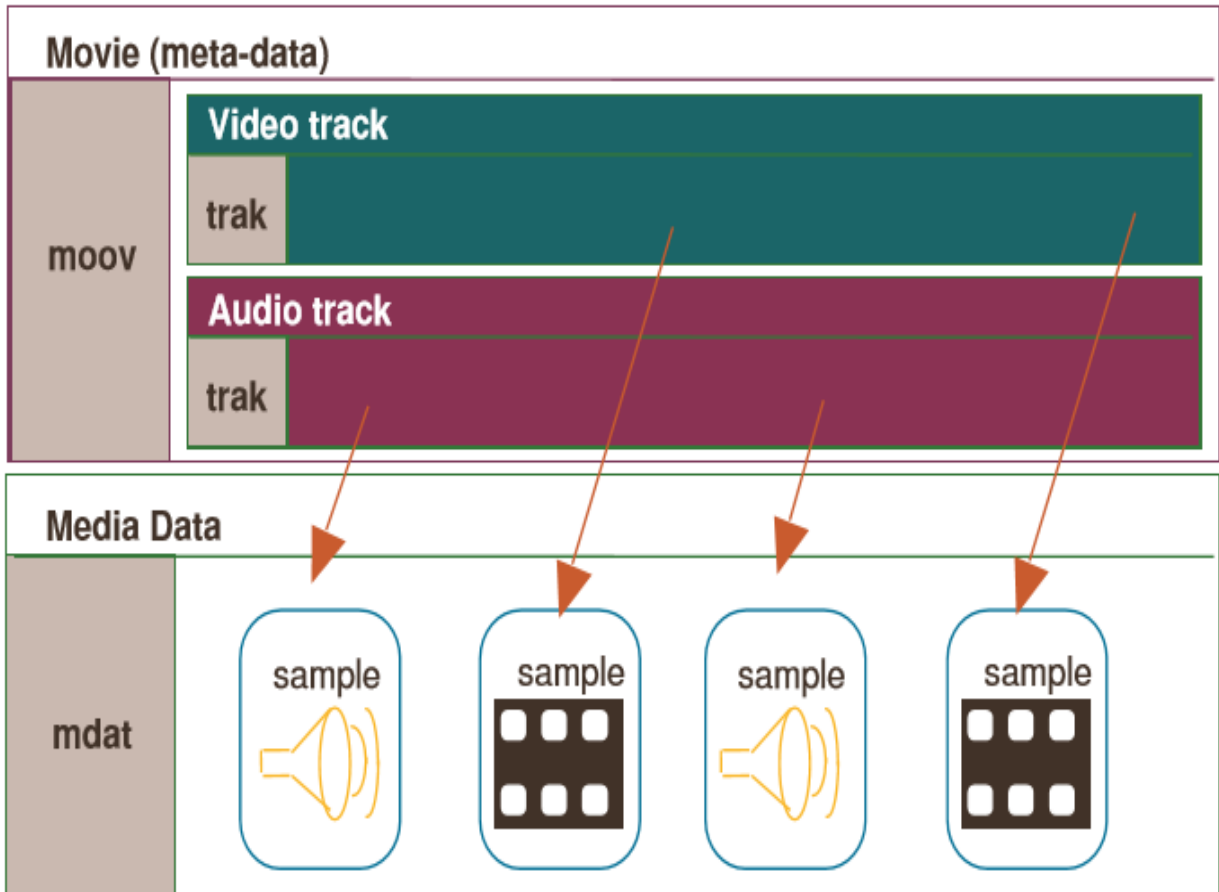 Movie (meta-data)
moov
Video track
trak
Audio track
trak
Media Data
mdat
sample
sample
sample
sample